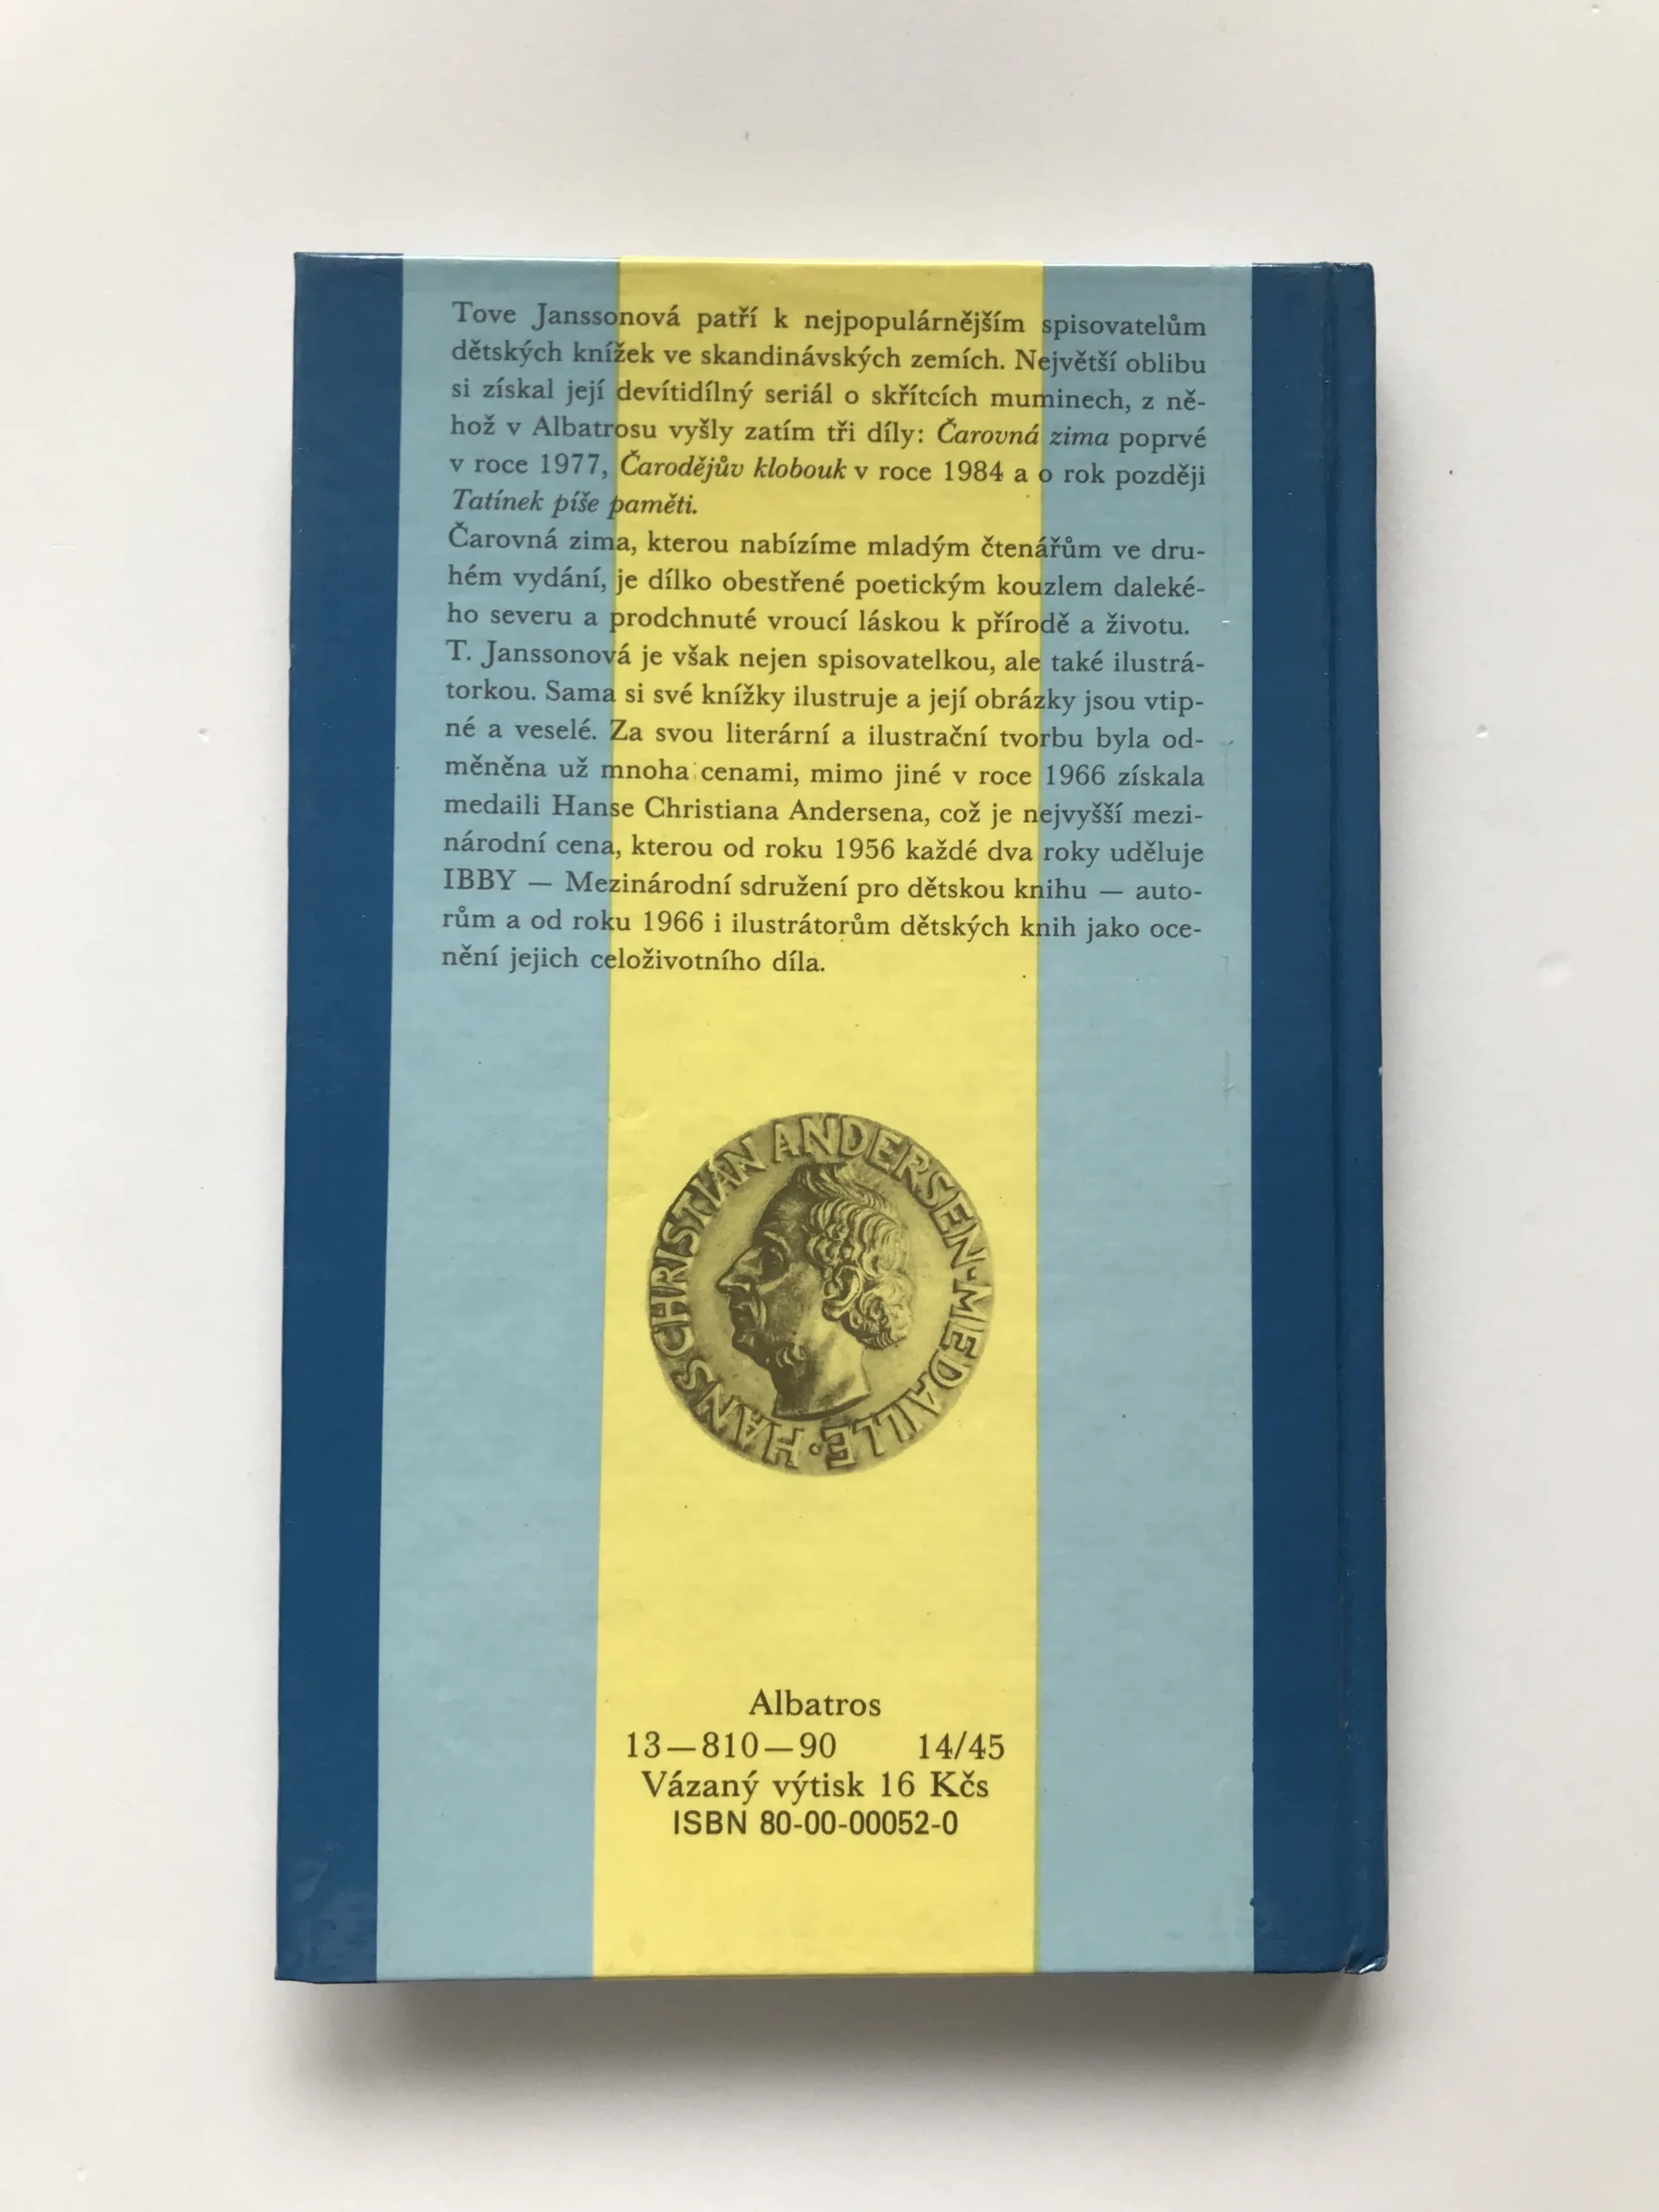 Tove Janssonová patří k nejpopulárnějším spisovatelům
dětských knížek ve skandinávských zemích. Největší oblibu
si získal její devítidílný seriál o skřítcích muminech, z ně-
hož v Albatrosu vyšly zatím tři díly: Čarovná zima poprvé
v roce 1977, Čarodějův klobouk v roce 1984 a o rok později
Tatínek píše paměti.
Čarovná zima, kterou nabízíme mladým čtenářům ve dru-
hém vydání, je dílko obestřené poetickým kouzlem daleké-
ho severu a prodchnuté vroucí láskou k přírodě a životu.
T. Janssonová je však nejen spisovatelkou, ale také ilustrá-
torkou. Sama si své knížky ilustruje a její obrázky jsou vtip-
né a veselé. Za svou literární a ilustrační tvorbu byla od-
měněna už mnoha cenami, mimo jiné v roce 1966 získala
medaili Hanse Christiana Andersena, což je nejvyšší mezi-
národní cena, kterou od roku 1956 každé dva roky uděluje
IBBY — Mezinárodní sdružení pro dětskou knihu — auto-
rům a od roku 1966 i ilustrátorům dětských knih jako oce-
nění jejich celoživotního díla.
HANS CHRISTIAN ANDERSEN·MEDAILLE·
Albatros
13—810—90 14/45
Vázaný výtisk 16 Kčs
ISBN 80-00-00052-0